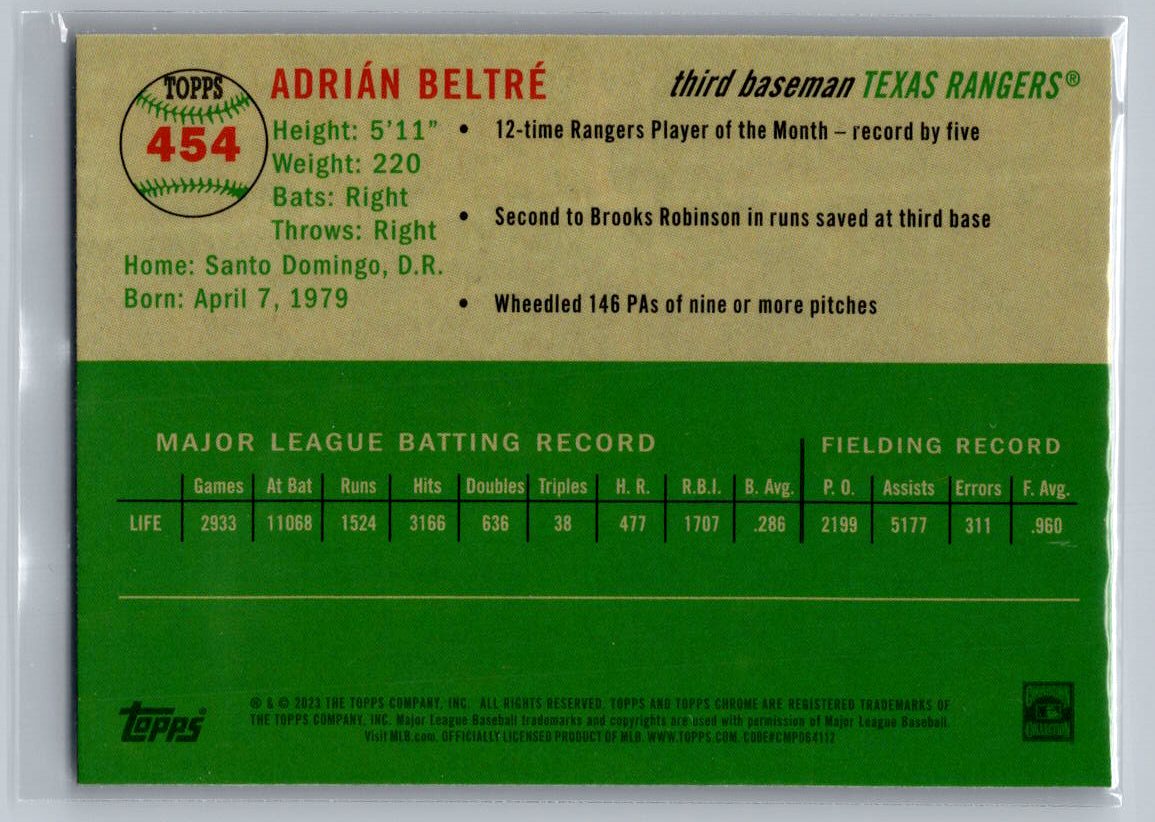 TOPPS
454
ADRIÁN BELTRÉ
third baseman TEXAS RANGERS®
Height: 5'11"
Weight: 220
Bats: Right
Throws: Right
Home: Santo Domingo, D.R.
Born: April 7, 1979
• 12-time Rangers Player of the Month – record by five
• Second to Brooks Robinson in runs saved at third base
• Wheedled 146 PAs of nine or more pitches
MAJOR LEAGUE BATTING RECORD FIELDING RECORD
Games At Bat Runs Hits Doubles Triples H. R. R.B.I. B. Avg. P. O. Assists Errors F. Avg.
LIFE 2933 11068 1524 3166 636 38 477 1707 .286 2199 5177 311 .960
topps
® & © 2023 THE TOPPS COMPANY, INC. ALL RIGHTS RESERVED. TOPPS AND TOPPS CHROME ARE REGISTERED TRADEMARKS OF
THE TOPPS COMPANY, INC. Major League Baseball trademarks and copyrights are used with permission of Major League Baseball.
Visit MLB.com. OFFICIALLY LICENSED PRODUCT OF MLB. WWW.TOPPS.COM. CODE#CMP064112